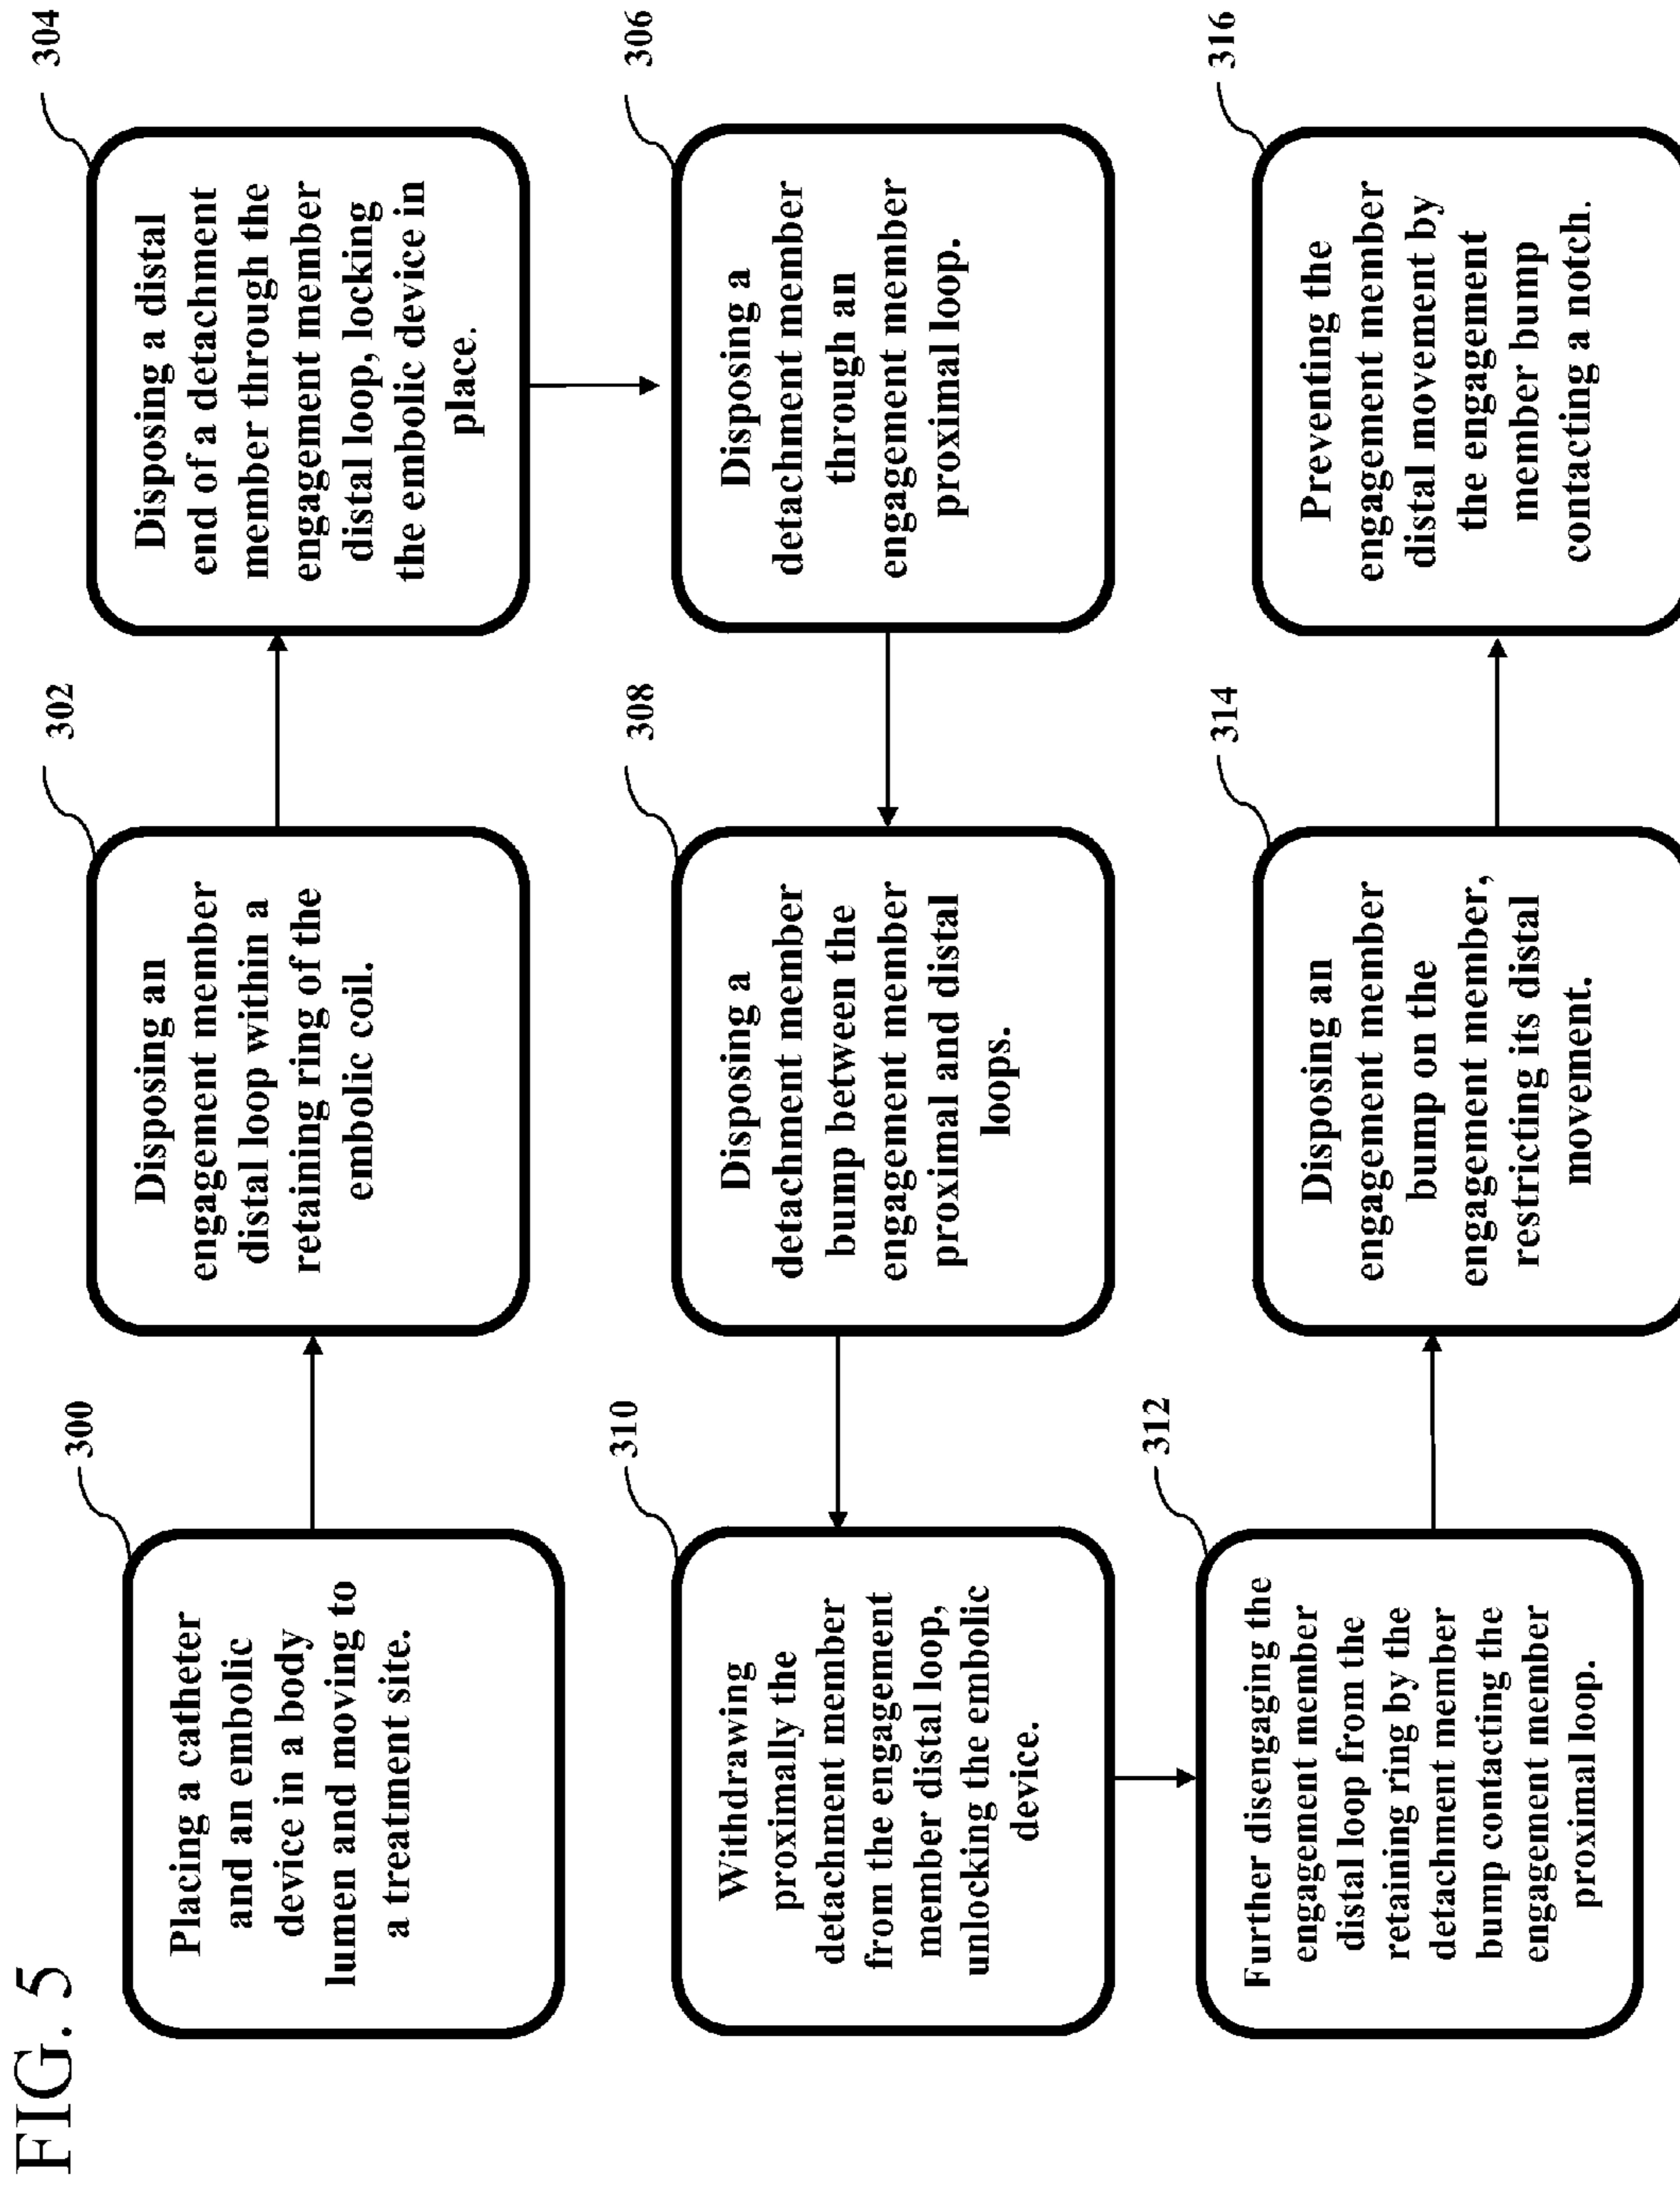 FIG. 5
300
Placing a catheter
and an embolic
device in a body
lumen and moving to
a treatment site.
302
Disposing an
engagement member
distal loop within a
retaining ring of the
embolic coil.
304
Disposing a distal
end of a detachment
member through the
engagement member
distal loop, locking
the embolic device in
place.
306
Disposing a
detachment member
through an
engagement member
proximal loop.
308
Disposing a
detachment member
bump between the
engagement member
proximal and distal
loops.
310
Withdrawing
proximally the
detachment member
from the engagement
member distal loop,
unlocking the embolic
device.
312
Further disengaging the
engagement member
distal loop from the
retaining ring by the
detachment member
bump contacting the
engagement member
proximal loop.
314
Disposing an
engagement member
bump on the
engagement member,
restricting its distal
movement.
316
Preventing the
engagement member
distal movement by
the engagement
member bump
contacting a notch.